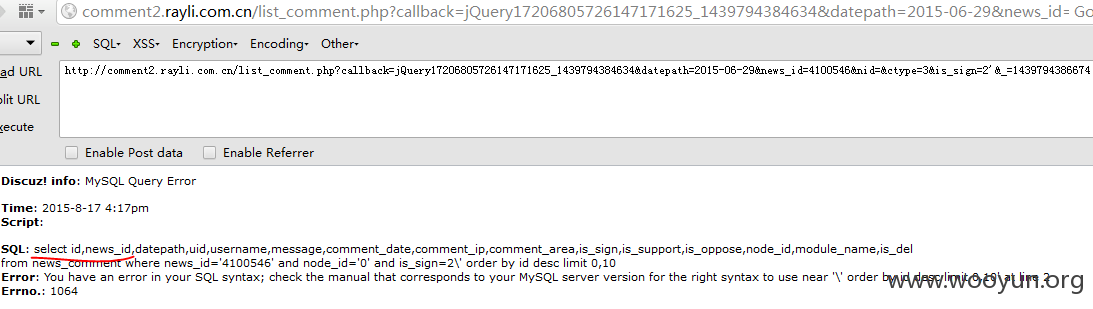 comment2.rayli.com.cn/list_comment.php?callback=jQuery17206805726147171625_1439794384634&datepath=2015-06-29&news_id= Go
SQL- XSS- Encryption- Encoding- Other-
ad URL
http://comment2.rayli.com.cn/list_comment.php?callback=jQuery17206805726147171625_1439794384634&datepath=2015-06-29&news_id=4100546&nid=&ctype=3&is_sign=2'&_=1439794386674
plit URL
xecute
Enable Post data Enable Referrer
Discuz! info: MySQL Query Error
Time: 2015-8-17 4:17pm
Script:
SQL: select id,news_id,datepath,uid,username,message,comment_date,comment_ip,comment_area,is_sign,is_support,is_oppose,node_id,module_name,is_del
from news_comment where news_id='4100546' and node_id='0' and is_sign=2\' order by id desc limit 0,10
Error: You have an error in your SQL syntax; check the manual that corresponds to your MySQL server version for the right syntax to use near '\' order by id desc limit 0,10' at line 2
Errno.: 1064
www.wooyun.org